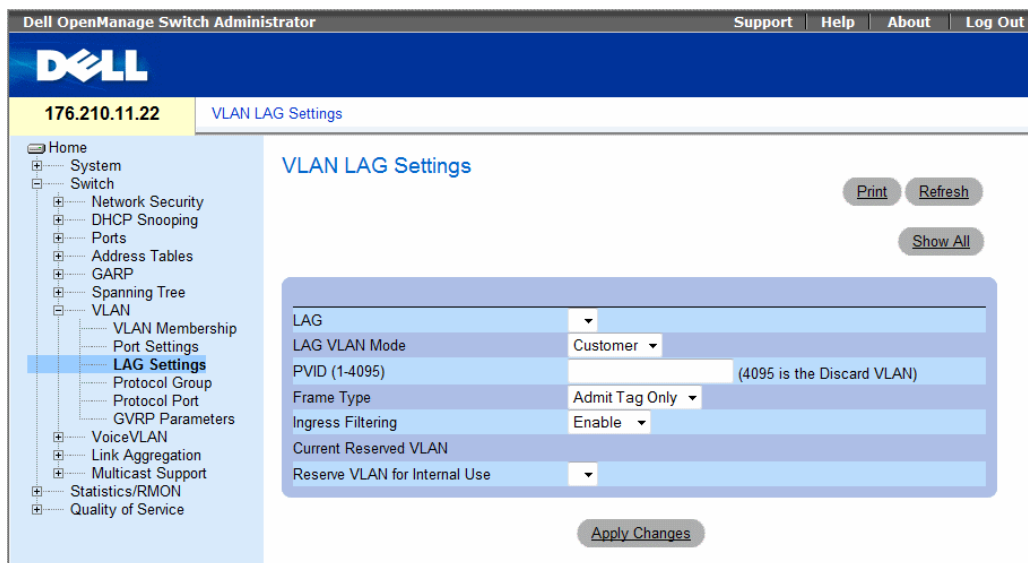 Dell OpenManage Switch Administrator
Support Help About Log Out
DELL
176.210.11.22
VLAN LAG Settings
Home
System
Switch
Network Security
DHCP Snooping
Ports
Address Tables
GARP
Spanning Tree
VLAN
VLAN Membership
Port Settings
LAG Settings
Protocol Group
Protocol Port
GVRP Parameters
VoiceVLAN
Link Aggregation
Multicast Support
Statistics/RMON
Quality of Service
VLAN LAG Settings
Print Refresh
Show All
LAG
LAG VLAN Mode Customer
PVID (1-4095) (4095 is the Discard VLAN)
Frame Type Admit Tag Only
Ingress Filtering Enable
Current Reserved VLAN
Reserve VLAN for Internal Use
Apply Changes